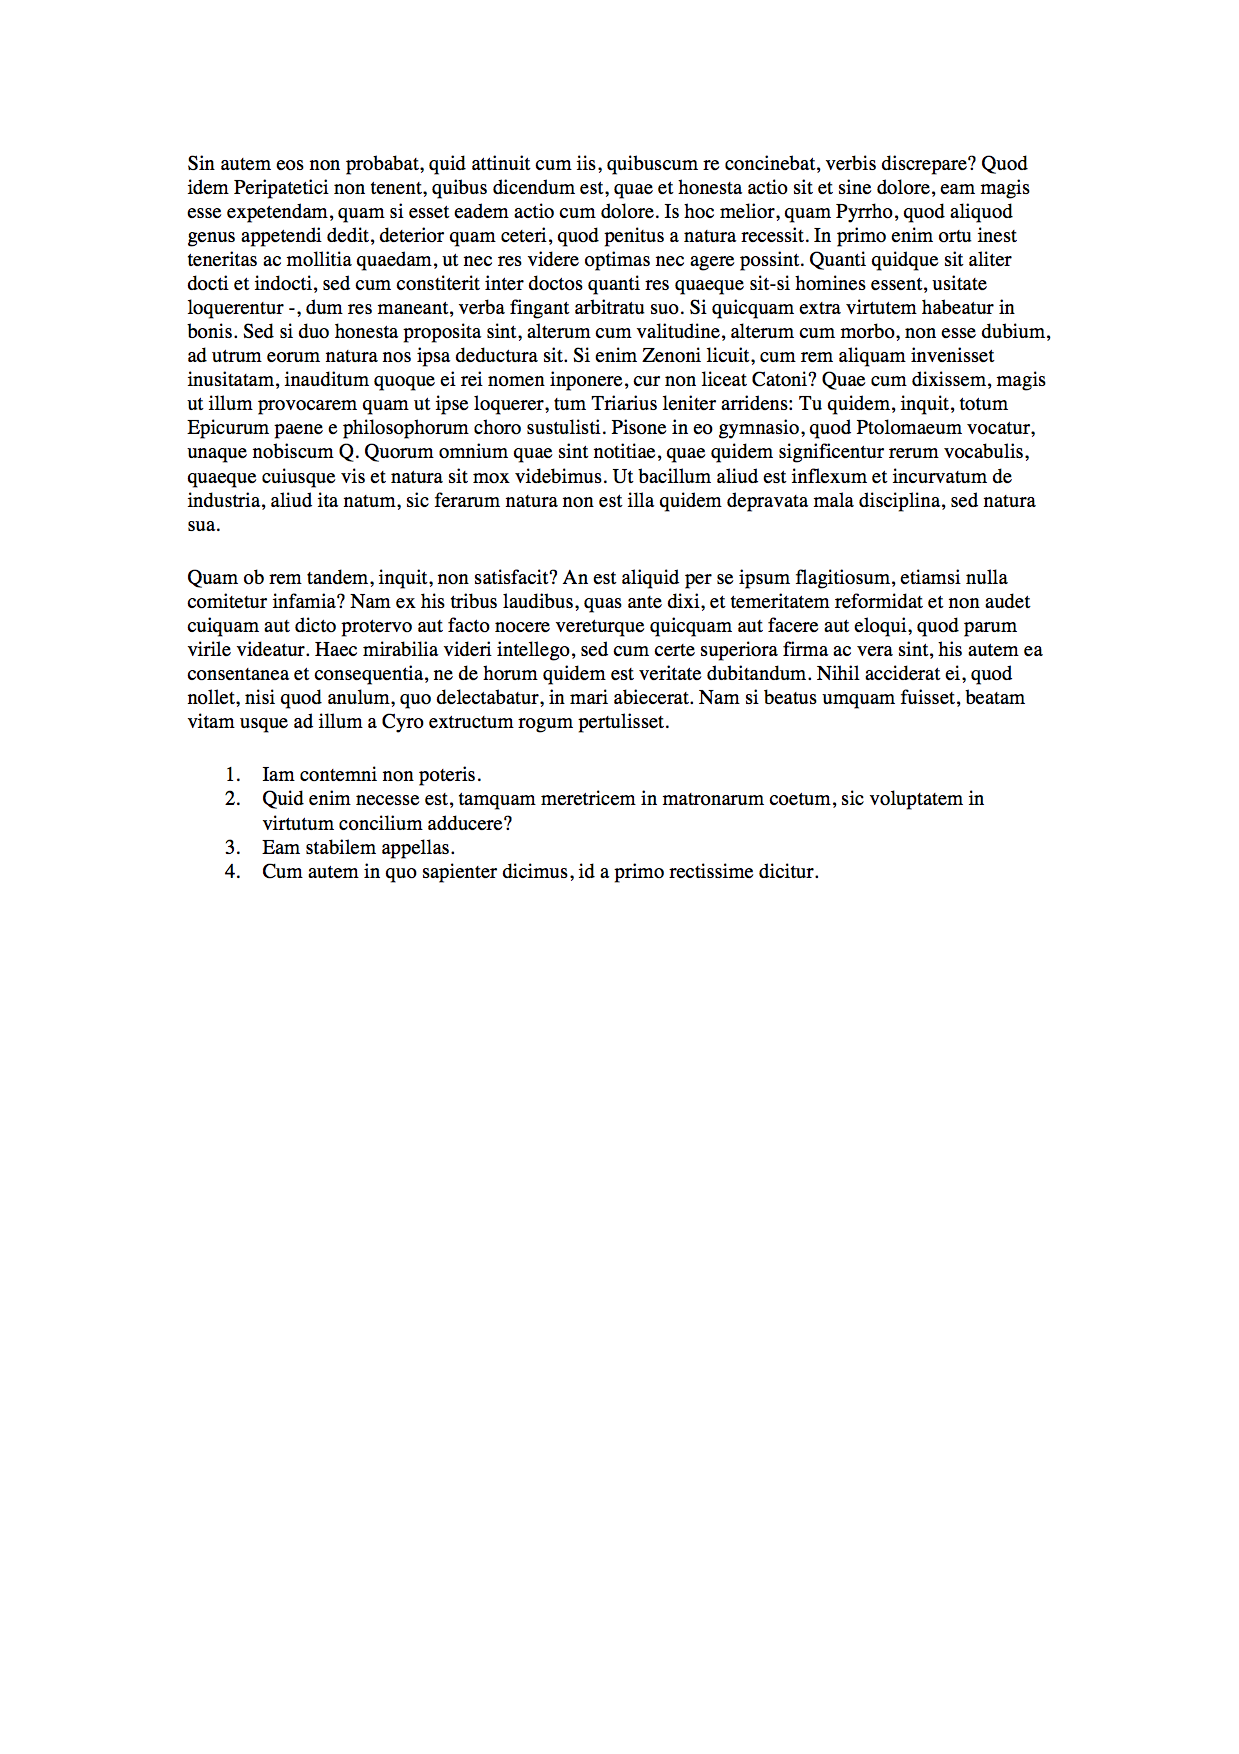 Sin autem eos non probabat, quid attinuit cum iis, quibuscum re concinebat, verbis discrepare? Quod
idem Peripatetici non tenent, quibus dicendum est, quae et honesta actio sit et sine dolore, eam magis
esse expetendam, quam si esset eadem actio cum dolore. Is hoc melior, quam Pyrrho, quod aliquod
genus appetendi dedit, deterior quam ceteri, quod penitus a natura recessit. In primo enim ortu inest
teneritas ac mollitia quaedam, ut nec res videre optimas nec agere possint. Quanti quidque sit aliter
docti et indocti, sed cum constiterit inter doctos quanti res quaeque sit-si homines essent, usitate
loquerentur -, dum res maneant, verba fingant arbitratu suo. Si quicquam extra virtutem habeatur in
bonis. Sed si duo honesta proposita sint, alterum cum valitudine, alterum cum morbo, non esse dubium,
ad utrum eorum natura nos ipsa deductura sit. Si enim Zenoni licuit, cum rem aliquam invenisset
inusitatam, inauditum quoque ei rei nomen inponere, cur non liceat Catoni? Quae cum dixissem, magis
ut illum provocarem quam ut ipse loquerer, tum Triarius leniter arridens: Tu quidem, inquit, totum
Epicurum paene e philosophorum choro sustulisti. Pisone in eo gymnasio, quod Ptolomaeum vocatur,
unaque nobiscum Q. Quorum omnium quae sint notitiae, quae quidem significentur rerum vocabulis,
quaeque cuiusque vis et natura sit mox videbimus. Ut bacillum aliud est inflexum et incurvatum de
industria, aliud ita natum, sic ferarum natura non est illa quidem depravata mala disciplina, sed natura
sua.
Quam ob rem tandem, inquit, non satisfacit? An est aliquid per se ipsum flagitiosum, etiamsi nulla
comitetur infamia? Nam ex his tribus laudibus, quas ante dixi, et temeritatem reformidat et non audet
cuiquam aut dicto protervo aut facto nocere vereturque quicquam aut facere aut eloqui, quod parum
virile videatur. Haec mirabilia videri intellego, sed cum certe superiora firma ac vera sint, his autem ea
consentanea et consequentia, ne de horum quidem est veritate dubitandum. Nihil acciderat ei, quod
nollet, nisi quod anulum, quo delectabatur, in mari abiecerat. Nam si beatus umquam fuisset, beatam
vitam usque ad illum a Cyro extructum rogum pertulisset.
1. Iam contemni non poteris.
2. Quid enim necesse est, tamquam meretricem in matronarum coetum, sic voluptatem in
virtutum concilium adducere?
3. Eam stabilem appellas.
4. Cum autem in quo sapienter dicimus, id a primo rectissime dicitur.